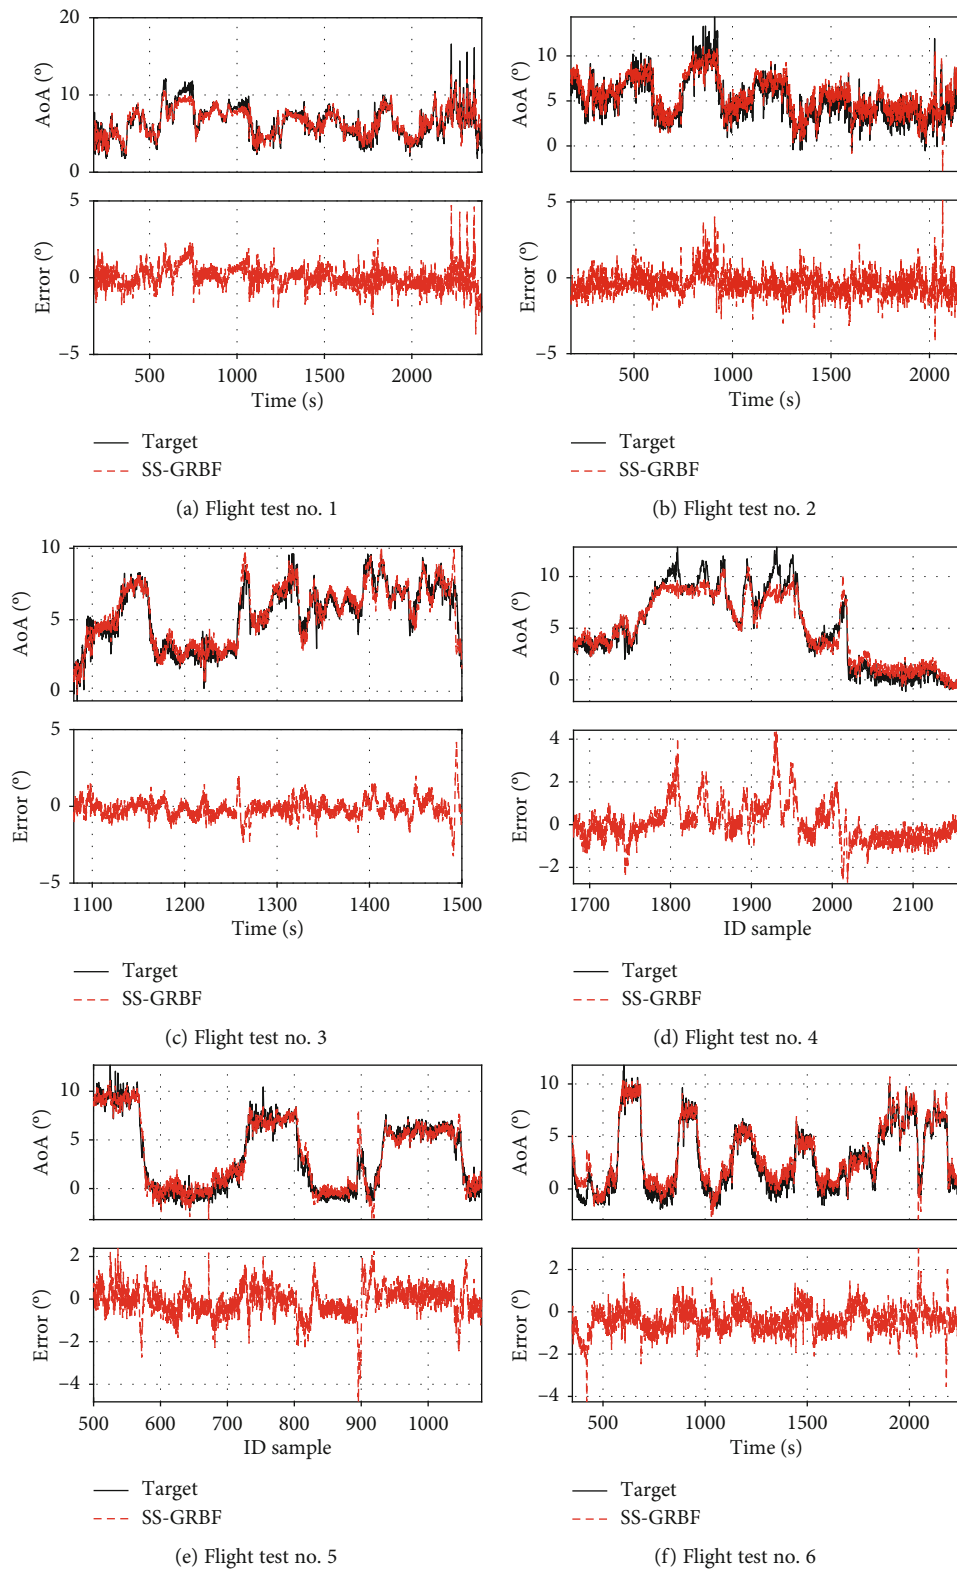 20
10
0
AoA (º)
5
0
−5
Error (º)
500 1000 1500 2000
Time (s)
Target
SS-GRBF
(a) Flight test no. 1
10
5
0
AoA (º)
5
0
−5
Error (º)
500 1000 1500 2000
Time (s)
Target
SS-GRBF
(b) Flight test no. 2
10
5
0
AoA (º)
5
0
−5
Error (º)
1100 1200 1300 1400 1500
Time (s)
Target
SS-GRBF
(c) Flight test no. 3
10
5
0
AoA (º)
4
2
0
−2
Error (º)
1700 1800 1900 2000 2100
ID sample
Target
SS-GRBF
(d) Flight test no. 4
10
5
0
AoA (º)
2
0
−2
−4
Error (º)
500 600 700 800 900 1000
ID sample
Target
SS-GRBF
(e) Flight test no. 5
10
5
0
AoA (º)
2
0
−2
−4
Error (º)
500 1000 1500 2000
Time (s)
Target
SS-GRBF
(f) Flight test no. 6